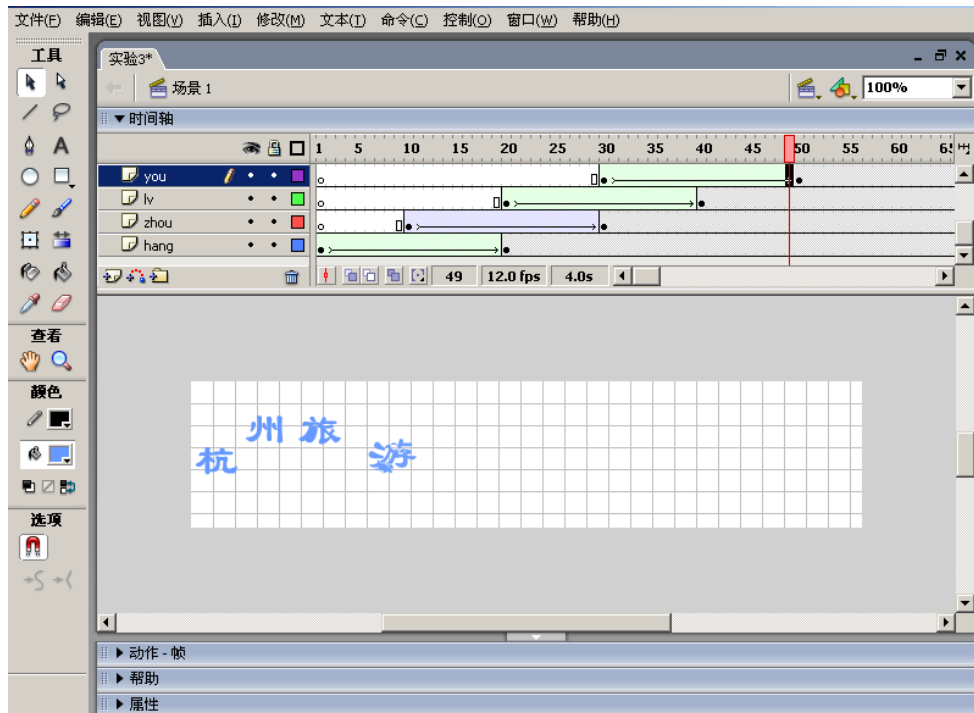 文件(F) 编辑(E) 视图(V) 插入(I) 修改(M) 文本(T) 命令(C) 控制(O) 窗口(W) 帮助(H)
工具
实验3*
场景 1
100%
时间轴
1 5 10 15 20 25 30 35 40 45 50 55 60 65
you
lv
zhou
hang
49 12.0 fps 4.0s
查看
颜色
选项
州 旅
杭 游
动作 - 帧
帮助
属性